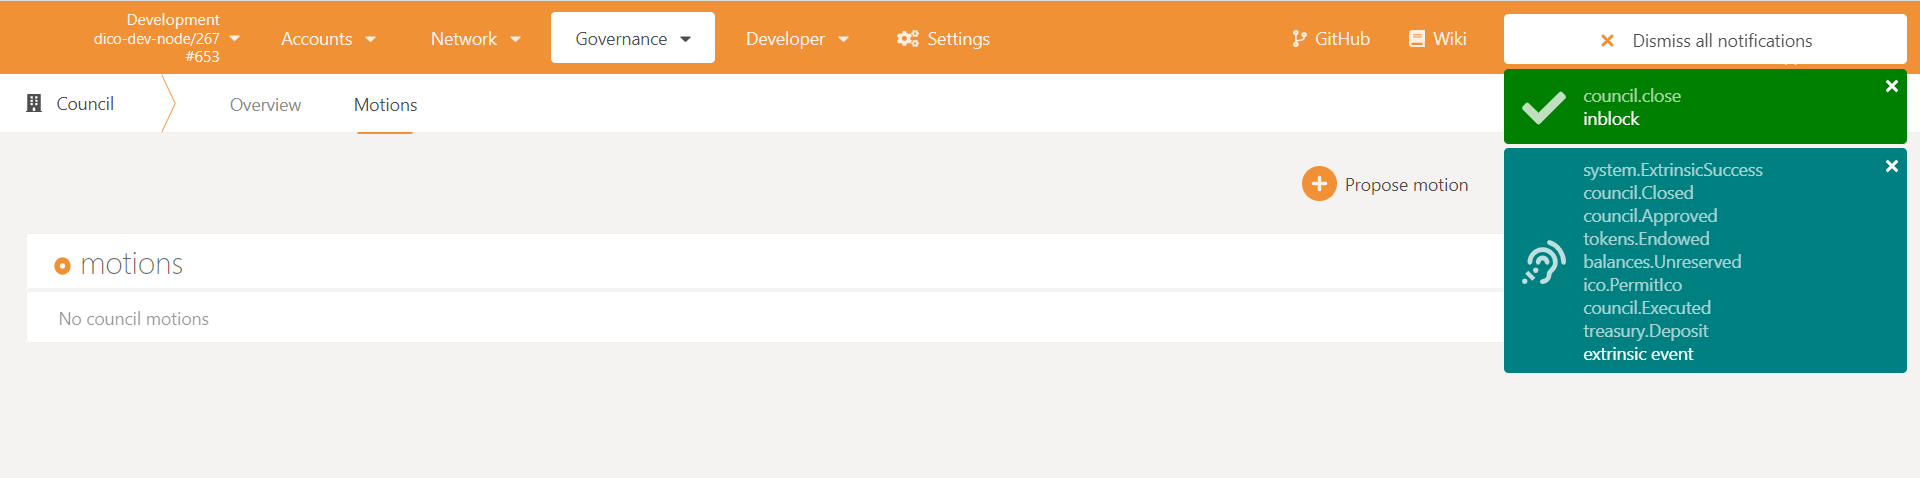 Development
dico-dev-node/267
#653
Accounts
Network
Governance
Developer
Settings
GitHub
Wiki
Dismiss all notifications
Council
Overview
Motions
council.close
inblock
system.ExtrinsicSuccess
council.Closed
council.Approved
tokens.Endowed
balances.Unreserved
ico.PermitIco
council.Executed
treasury.Deposit
extrinsic event
Propose motion
motions
No council motions